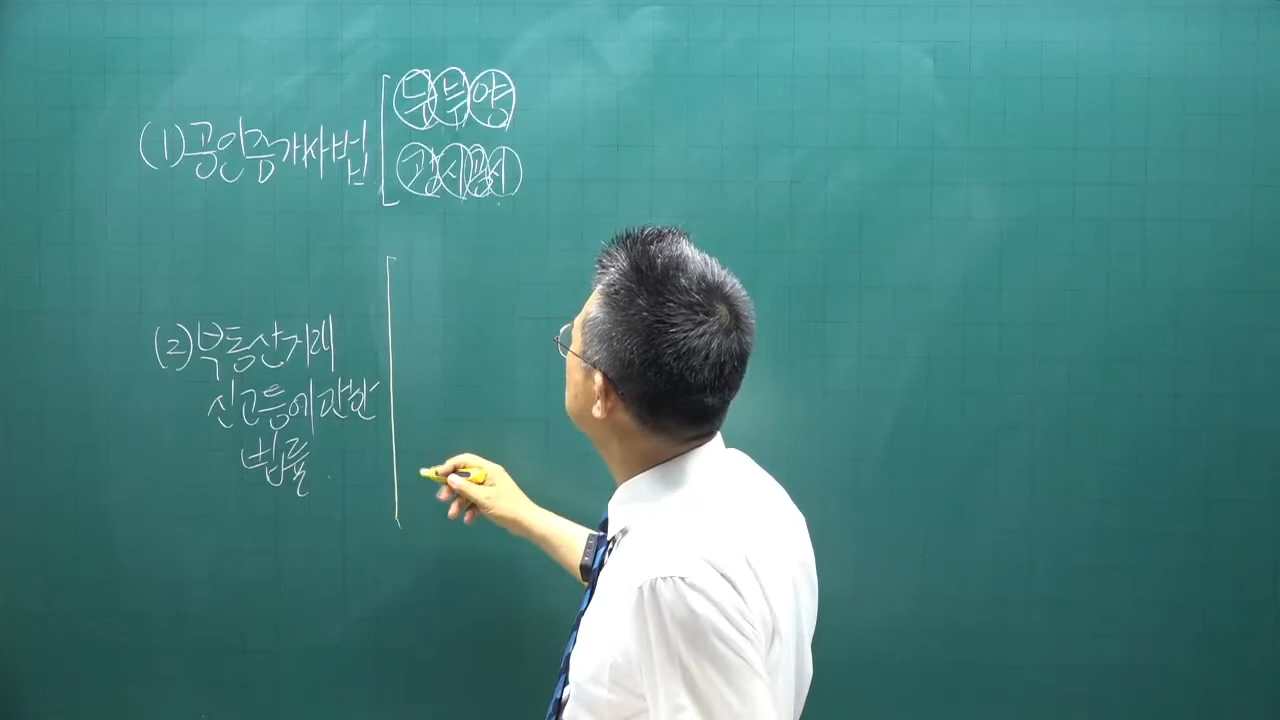 (1) 공인중개사법
(2) 부동산거래
신고등에관한
법률.